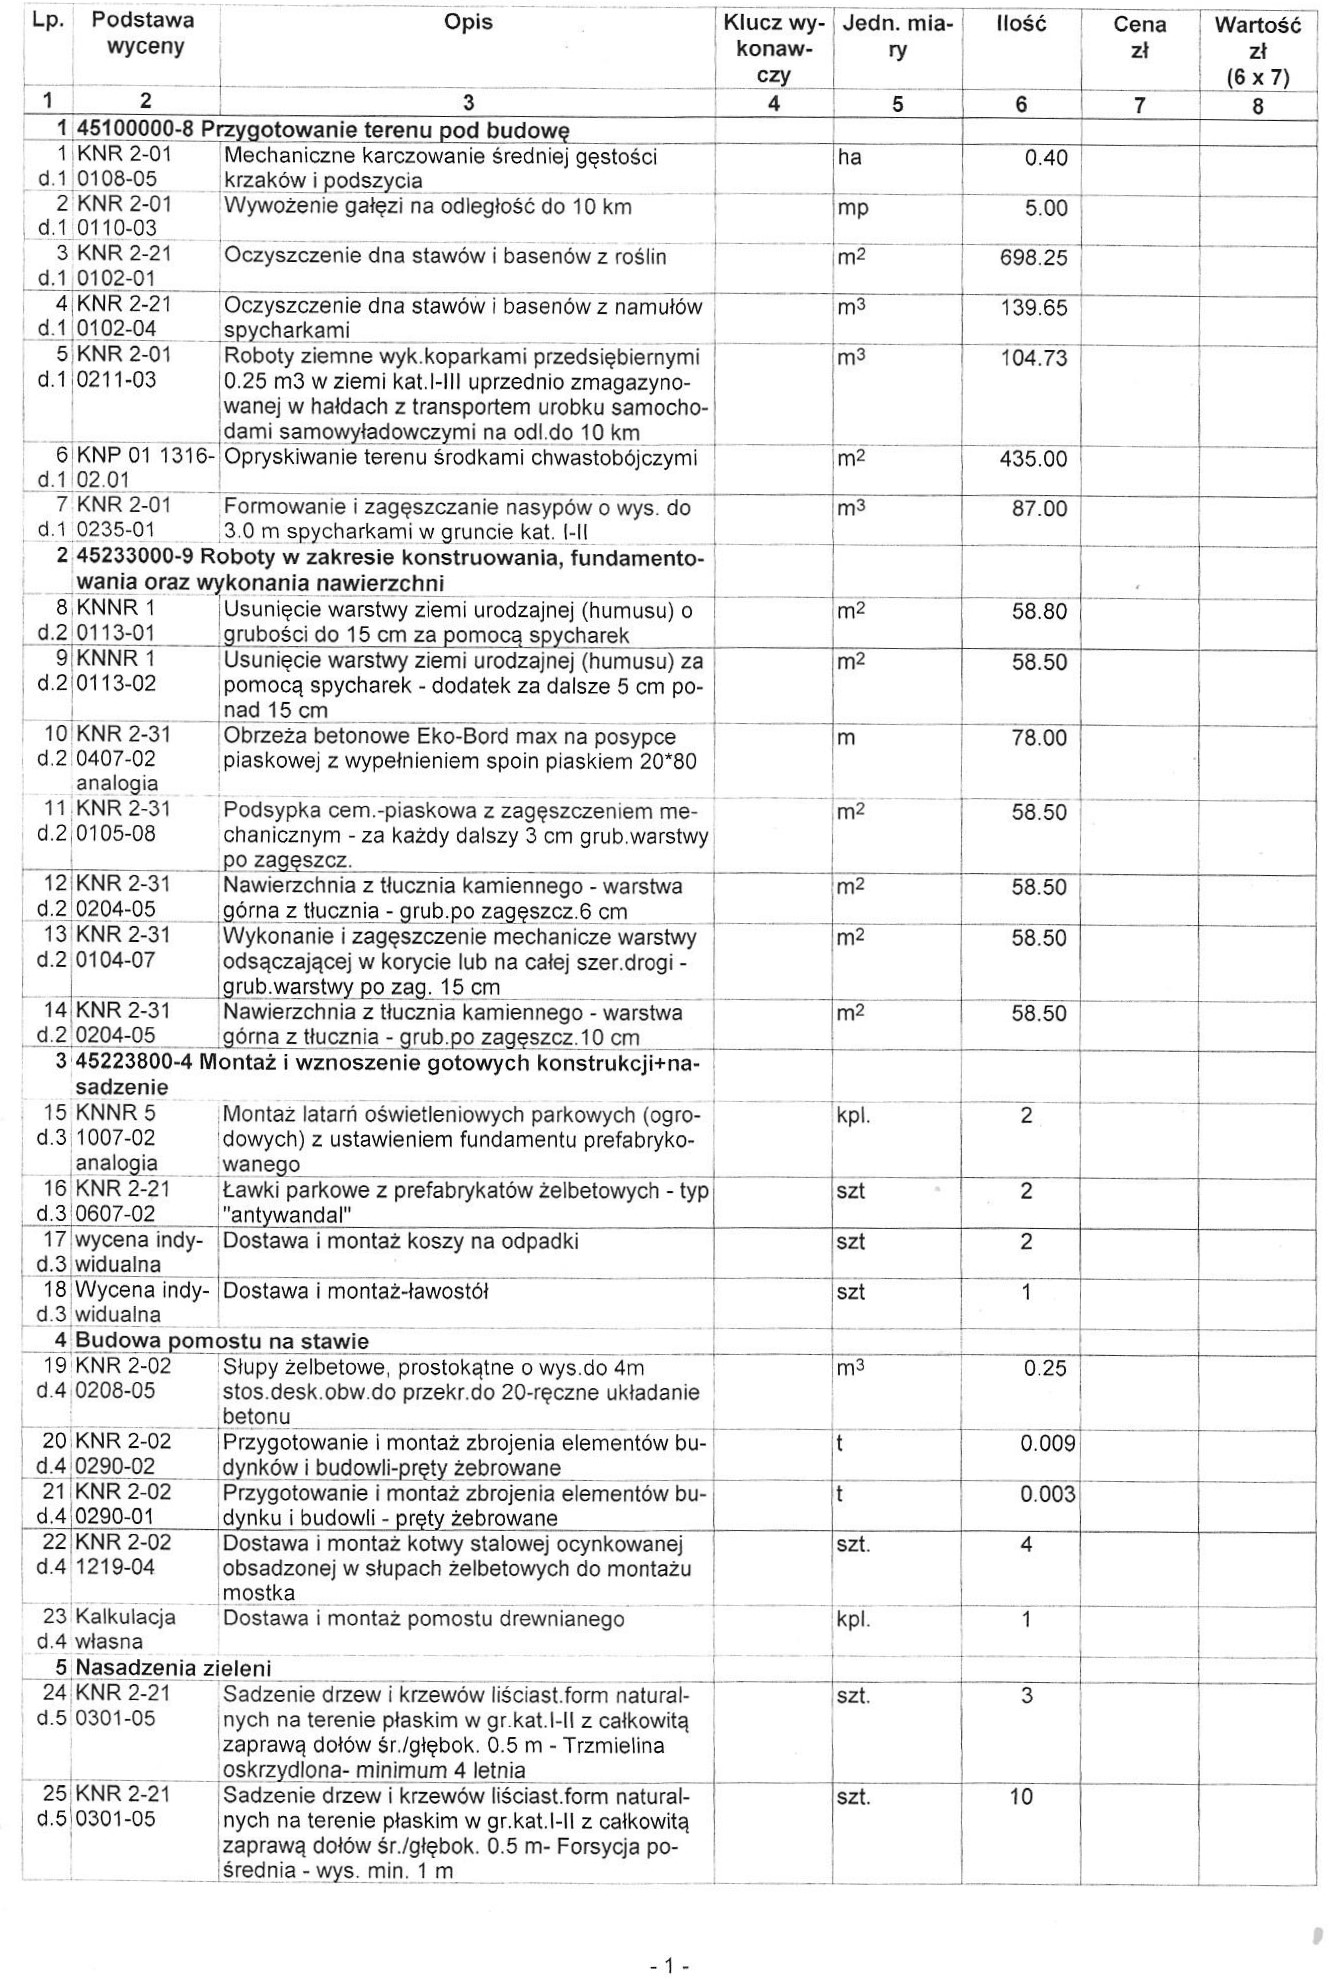 Lp. Podstawa Opis Klucz wy- Jedn. mia- Ilość Cena Wartość
wyceny konaw- ry zł zł
czy (6 x 7)
1 2 3 4 5 6 7 8
1 45100000-8 Przygotowanie terenu pod budowę
1 KNR 2-01 Mechaniczne karczowanie średniej gęstości ha 0.40
d.1 0108-05 krzaków i podszycia
2 KNR 2-01 Wywożenie gałęzi na odległość do 10 km mp 5.00
d.1 0110-03
3 KNR 2-21 Oczyszczenie dna stawów i basenów z roślin m2 698.25
d.1 0102-01
4 KNR 2-21 Oczyszczenie dna stawów i basenów z namułów m3 139.65
d.1 0102-04 spycharkami
5 KNR 2-01 Roboty ziemne wyk.koparkami przedsiębiernymi m3 104.73
d.1 0211-03 0.25 m3 w ziemi kat.I-III uprzednio zmagazyno-
wanej w hałdach z transportem urobku samocho-
dami samowyładowczymi na odl.do 10 km
6 KNP 01 1316- Opryskiwanie terenu środkami chwastobójczymi m2 435.00
d.1 02.01
7 KNR 2-01 Formowanie i zagęszczanie nasypów o wys. do m3 87.00
d.1 0235-01 3.0 m spycharkami w gruncie kat. I-II
2 45233000-9 Roboty w zakresie konstruowania, fundamento-
wania oraz wykonania nawierzchni
8 KNNR 1 Usunięcie warstwy ziemi urodzajnej (humusu) o m2 58.80
d.2 0113-01 grubości do 15 cm za pomocą spycharek
9 KNNR 1 Usunięcie warstwy ziemi urodzajnej (humusu) za m2 58.50
d.2 0113-02 pomocą spycharek - dodatek za dalsze 5 cm po-
nad 15 cm
10 KNR 2-31 Obrzeża betonowe Eko-Bord max na posypce m 78.00
d.2 0407-02 piaskowej z wypełnieniem spoin piaskiem 20*80
analogia
11 KNR 2-31 Podsypka cem.-piaskowa z zagęszczeniem me- m2 58.50
d.2 0105-08 chanicznym - za każdy dalszy 3 cm grub.warstwy
po zagęszcz.
12 KNR 2-31 Nawierzchnia z tłucznia kamiennego - warstwa m2 58.50
d.2 0204-05 górna z tłucznia - grub.po zagęszcz.6 cm
13 KNR 2-31 Wykonanie i zagęszczenie mechanicze warstwy m2 58.50
d.2 0104-07 odsączającej w korycie lub na całej szer.drogi -
grub.warstwy po zag. 15 cm
14 KNR 2-31 Nawierzchnia z tłucznia kamiennego - warstwa m2 58.50
d.2 0204-05 górna z tłucznia - grub.po zagęszcz.10 cm
3 45223800-4 Montaż i wznoszenie gotowych konstrukcji+na-
sadzenie
15 KNNR 5 Montaż latarń oświetleniowych parkowych (ogro- kpl. 2
d.3 1007-02 dowych) z ustawieniem fundamentu prefabryko-
analogia wanego
16 KNR 2-21 Ławki parkowe z prefabrykatów żelbetowych - typ szt 2
d.3 0607-02 "antywandal"
17 wycena indy- Dostawa i montaż koszy na odpadki szt 2
d.3 widualna
18 Wycena indy- Dostawa i montaż-ławostół szt 1
d.3 widualna
4 Budowa pomostu na stawie
19 KNR 2-02 Słupy żelbetowe, prostokątne o wys.do 4m m3 0.25
d.4 0208-05 stos.desk.obw.do przekr.do 20-ręczne układanie
betonu
20 KNR 2-02 Przygotowanie i montaż zbrojenia elementów bu- t 0.009
d.4 0290-02 dynków i budowli-pręty żebrowane
21 KNR 2-02 Przygotowanie i montaż zbrojenia elementów bu- t 0.003
d.4 0290-01 dynku i budowli - pręty żebrowane
22 KNR 2-02 Dostawa i montaż kotwy stalowej ocynkowanej szt. 4
d.4 1219-04 obsadzonej w słupach żelbetowych do montażu
mostka
23 Kalkulacja Dostawa i montaż pomostu drewnianego kpl. 1
d.4 własna
5 Nasadzenia zieleni
24 KNR 2-21 Sadzenie drzew i krzewów liściast.form natural- szt. 3
d.5 0301-05 nych na terenie płaskim w gr.kat.I-II z całkowitą
zaprawą dołów śr./głębok. 0.5 m - Trzmielina
oskrzydlona- minimum 4 letnia
25 KNR 2-21 Sadzenie drzew i krzewów liściast.form natural- szt. 10
d.5 0301-05 nych na terenie płaskim w gr.kat.I-II z całkowitą
zaprawą dołów śr./głębok. 0.5 m- Forsycja po-
średnia - wys. min. 1 m
- 1 -